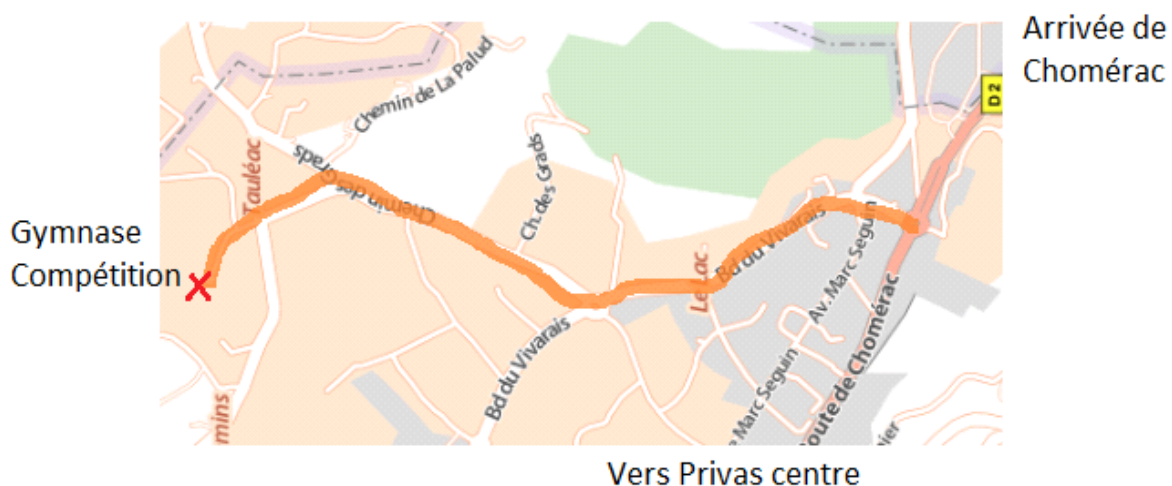 Arrivée de
Chomérac
D2
Chemin de La Palud
Tauléac
Chemin des Grads
Ch. des Grads
Gymnase
Compétition
Bd du Vivarais
Le Lac
Av. Marc Seguin
Bd du Vivarais
Marc Seguin
Route de Chomérac
Vers Privas centre